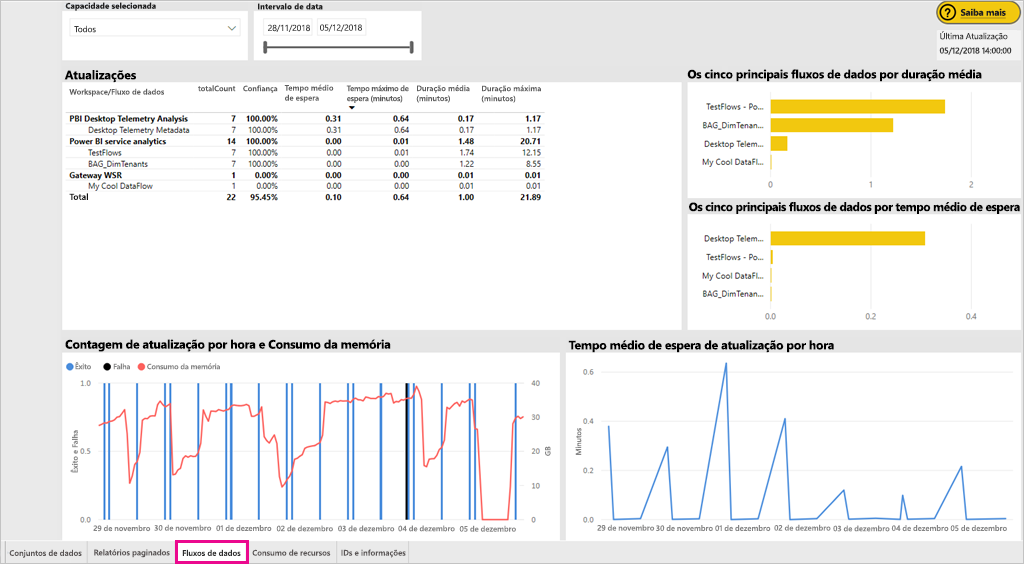 Capacidade selecionada
Todos
Intervalo de data
28/11/2018 05/12/2018
Saiba mais
Última Atualização
05/12/2018 14:00:00
Atualizações
Workspace/Fluxo de dados totalCount Confiança Tempo médio de espera Tempo máximo de espera (minutos) Duração média (minutos) Duração máxima (minutos)
PBI Desktop Telemetry Analysis 7 100.00% 0.31 0.64 0.17 1.17
Desktop Telemetry Metadata 7 100.00% 0.31 0.64 0.17 1.17
Power BI service analytics 14 100.00% 0.00 0.01 1.48 20.71
TestFlows 7 100.00% 0.00 0.01 1.74 12.15
BAG_DimTenants 7 100.00% 0.00 0.00 1.22 8.55
Gateway WSR 1 0.00% 0.00 0.00 0.01 0.01
My Cool DataFlow 1 0.00% 0.00 0.00 0.01 0.01
Total 22 95.45% 0.10 0.64 1.00 21.89
Os cinco principais fluxos de dados por duração média
TestFlows - Po...
BAG_DimTenan...
Desktop Telem...
My Cool DataFl...
0 1 2
Os cinco principais fluxos de dados por tempo médio de espera
Desktop Telem...
TestFlows - Po...
My Cool DataFl...
BAG_DimTenan...
0.0 0.2 0.4
Contagem de atualização por hora e Consumo da memória
Êxito Falha Consumo da memória
Êxito e Falha
1.0
0.5
0.0
40
30
20
10
0
GB
29 de novembro 30 de novembro 01 de dezembro 02 de dezembro 03 de dezembro 04 de dezembro 05 de dezembro
Tempo médio de espera de atualização por hora
Minutos
0.6
0.4
0.2
0.0
29 de novembro 30 de novembro 01 de dezembro 02 de dezembro 03 de dezembro 04 de dezembro 05 de dezembro
Conjuntos de dados Relatórios paginados Fluxos de dados Consumo de recursos IDs e informações